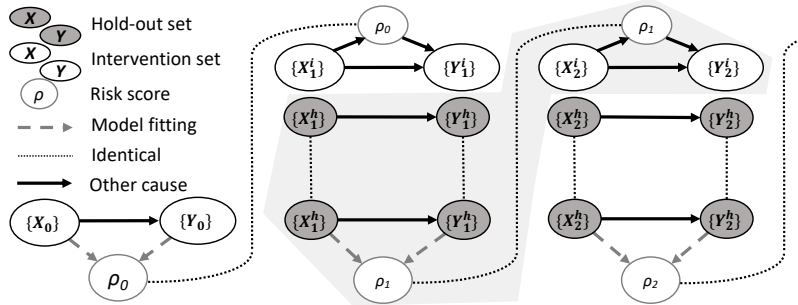 X Hold-out set
Y
X Intervention set
Y
ρ Risk score
Model fitting
Identical
Other cause
{X₀} {Y₀}
ρ₀
ρ₀
{X₁ⁱ} {Y₁ⁱ}
{X₁ʰ} {Y₁ʰ}
{X₁ʰ} {Y₁ʰ}
ρ₁
ρ₁
{X₂ⁱ} {Y₂ⁱ}
{X₂ʰ} {Y₂ʰ}
{X₂ʰ} {Y₂ʰ}
ρ₂